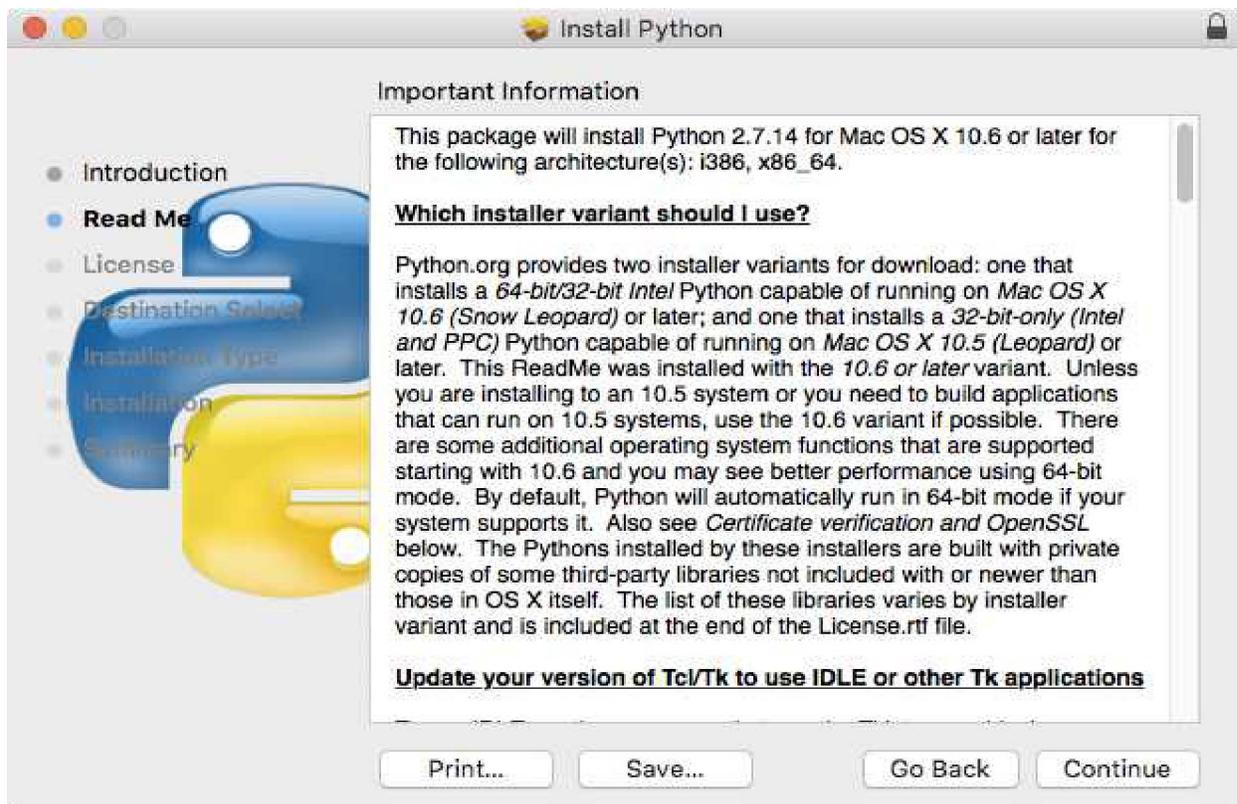 Install Python
Important Information
Introduction
Read Me
License
Destination Select
Installation Type
Installation
Summary
This package will install Python 2.7.14 for Mac OS X 10.6 or later for
the following architecture(s): i386, x86_64.
Which installer variant should I use?
Python.org provides two installer variants for download: one that
installs a 64-bit/32-bit Intel Python capable of running on Mac OS X
10.6 (Snow Leopard) or later; and one that installs a 32-bit-only (Intel
and PPC) Python capable of running on Mac OS X 10.5 (Leopard) or
later. This ReadMe was installed with the 10.6 or later variant. Unless
you are installing to an 10.5 system or you need to build applications
that can run on 10.5 systems, use the 10.6 variant if possible. There
are some additional operating system functions that are supported
starting with 10.6 and you may see better performance using 64-bit
mode. By default, Python will automatically run in 64-bit mode if your
system supports it. Also see Certificate verification and OpenSSL
below. The Pythons installed by these installers are built with private
copies of some third-party libraries not included with or newer than
those in OS X itself. The list of these libraries varies by installer
variant and is included at the end of the License.rtf file.
Update your version of Tcl/Tk to use IDLE or other Tk applications
Print...
Save...
Go Back
Continue